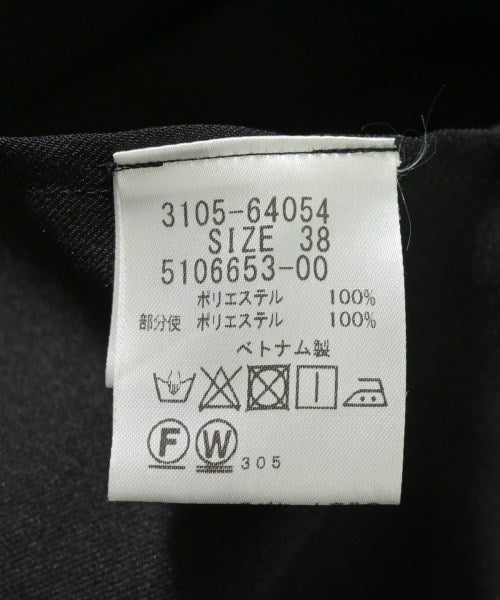 3105-64054
SIZE 38
5106653-00
ポリエステル 100%
部分使 ポリエステル 100%
ベトナム製
F W 305